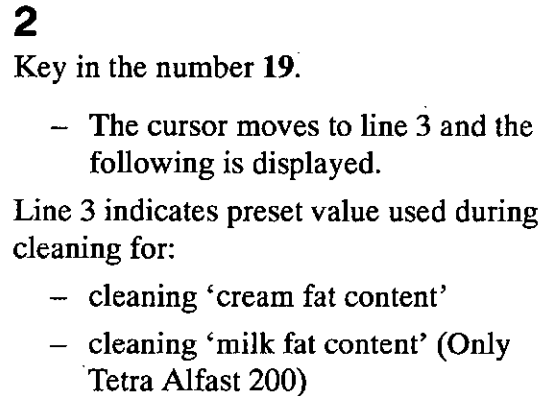 2
Key in the number 19.
– The cursor moves to line 3 and the
following is displayed.
Line 3 indicates preset value used during
cleaning for:
– cleaning ‘cream fat content’
– cleaning ‘milk fat content’ (Only
Tetra Alfast 200)